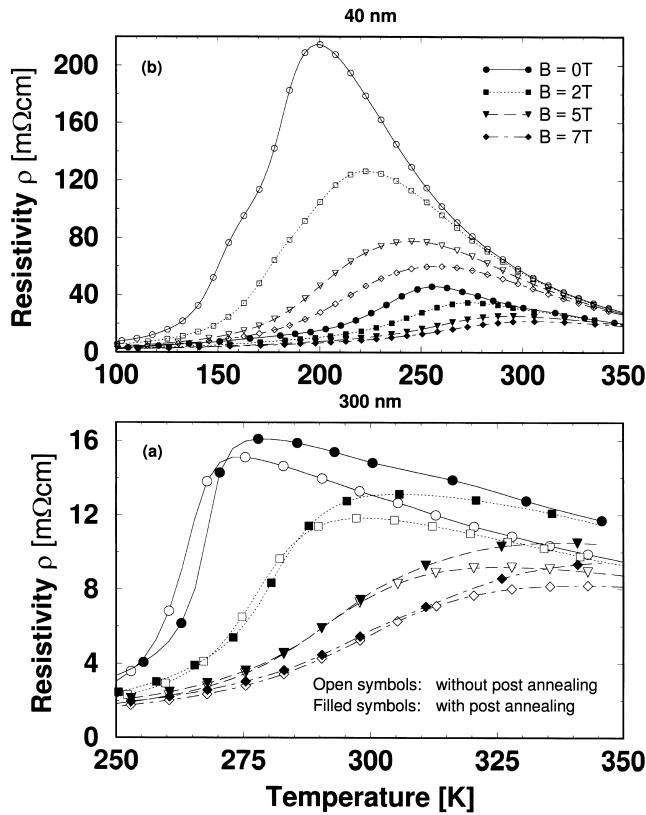 40 nm
(b)
B = 0T
B = 2T
B = 5T
B = 7T
Resistivity ρ [mΩcm]
200
160
120
80
40
0
100 150 200 250 300 350
300 nm
(a)
Resistivity ρ [mΩcm]
16
12
8
4
0
Open symbols: without post annealing
Filled symbols: with post annealing
250 275 300 325 350
Temperature [K]